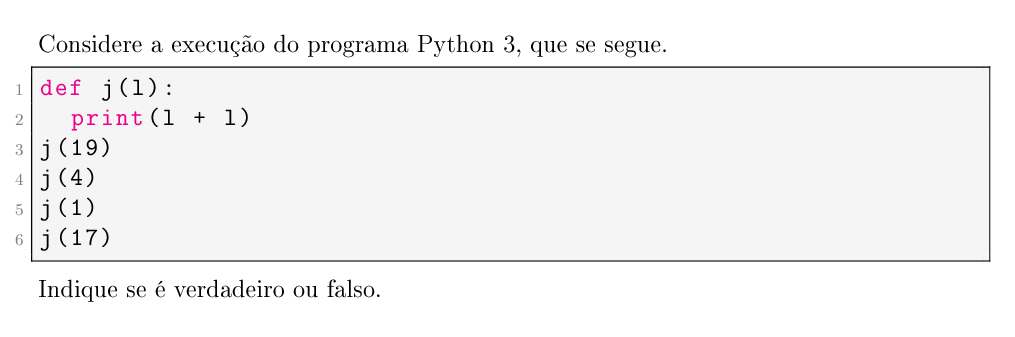 Considere a execução do programa Python 3, que se segue.
1 def j(l):
2   print(l + l)
3 j(19)
4 j(4)
5 j(1)
6 j(17)
Indique se é verdadeiro ou falso.